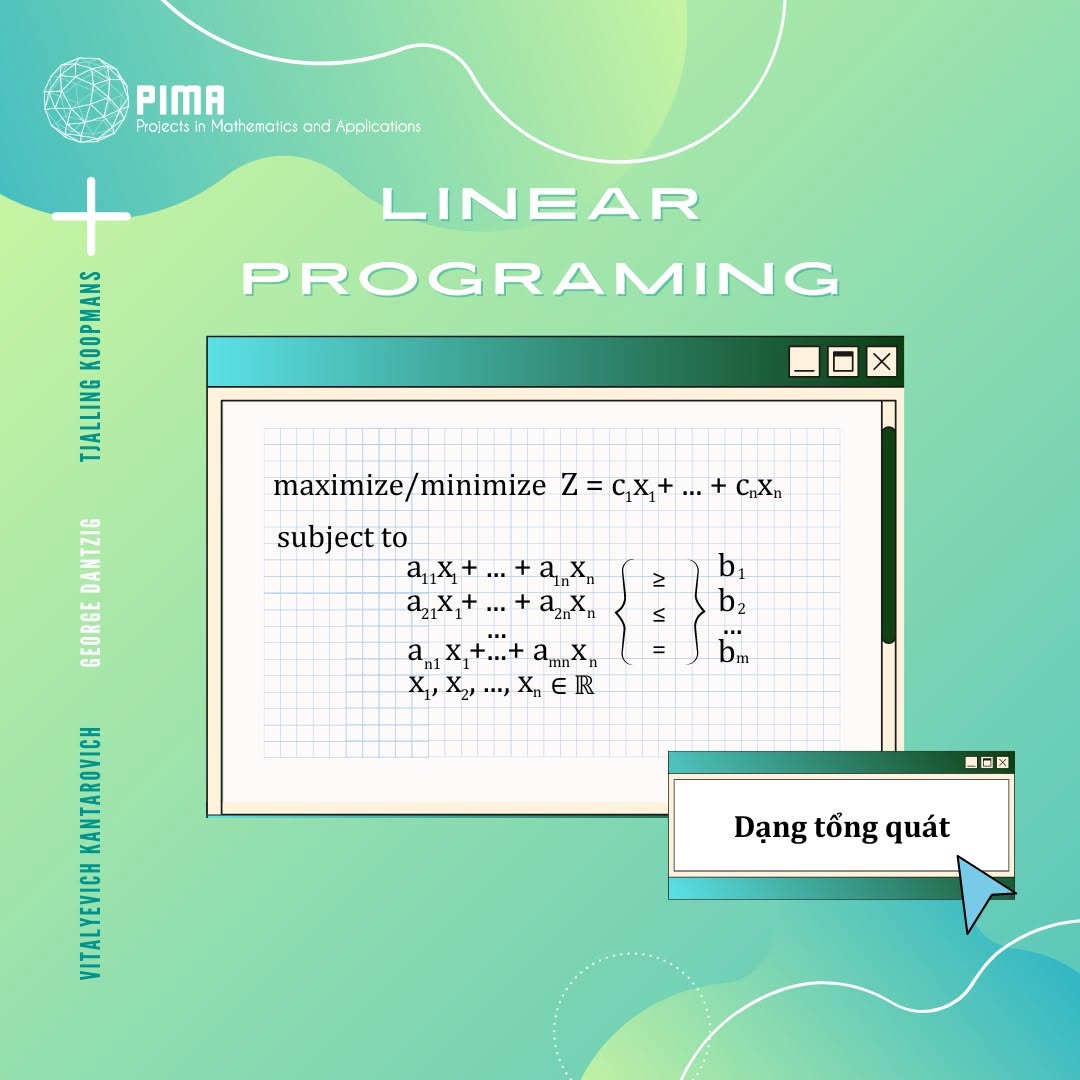 PIMA
Projects in Mathematics and Applications
LINEAR
PROGRAMING
TJALLING KOOPMANS
GEORGE DANTZIG
VITALYEVICH KANTAROVICH
maximize/minimize Z = c₁x₁+ ... + cₙxₙ
subject to
a₁₁x₁+ ... + a₁ₙxₙ ≥ b₁
a₂₁x₁+ ... + a₂ₙxₙ ≤ b₂
... ...
aₙ₁ x₁+...+ aₘₙxₙ = bₘ
x₁, x₂, ..., xₙ ∈ ℝ
Dạng tổng quát